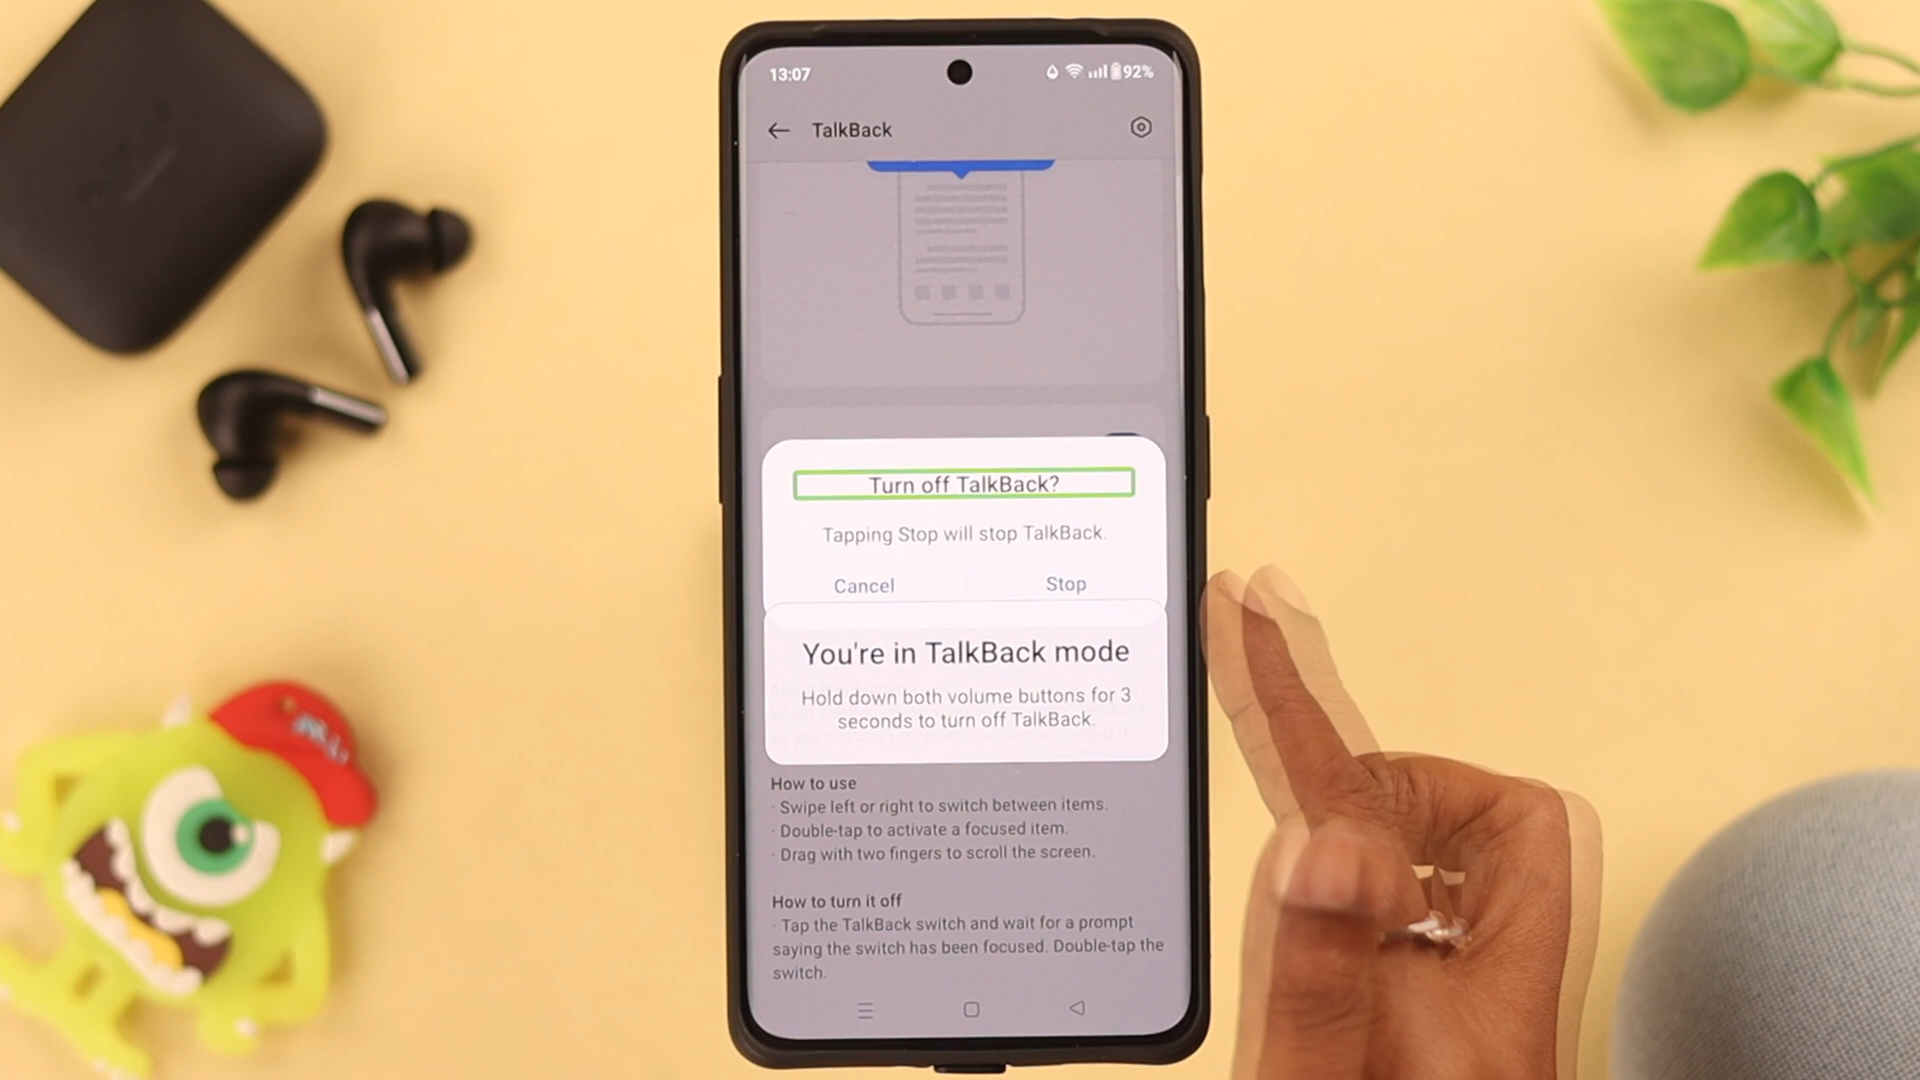 13:07 92%
TalkBack
Turn off TalkBack?
Tapping Stop will stop TalkBack.
Cancel Stop
You're in TalkBack mode
Hold down both volume buttons for 3
seconds to turn off TalkBack.
How to use
· Swipe left or right to switch between items.
· Double-tap to activate a focused item.
· Drag with two fingers to scroll the screen.
How to turn it off
· Tap the TalkBack switch and wait for a prompt
saying the switch has been focused. Double-tap the
switch.